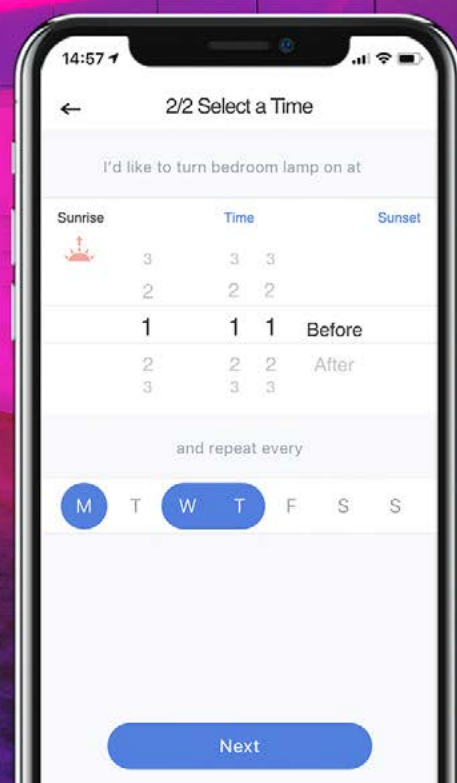 14:57
2/2 Select a Time
I'd like to turn bedroom lamp on at
Sunrise Time Sunset
3 3 3
2 2 2
1 1 1 Before
2 2 2 After
3 3 3
and repeat every
M T W T F S S
Next